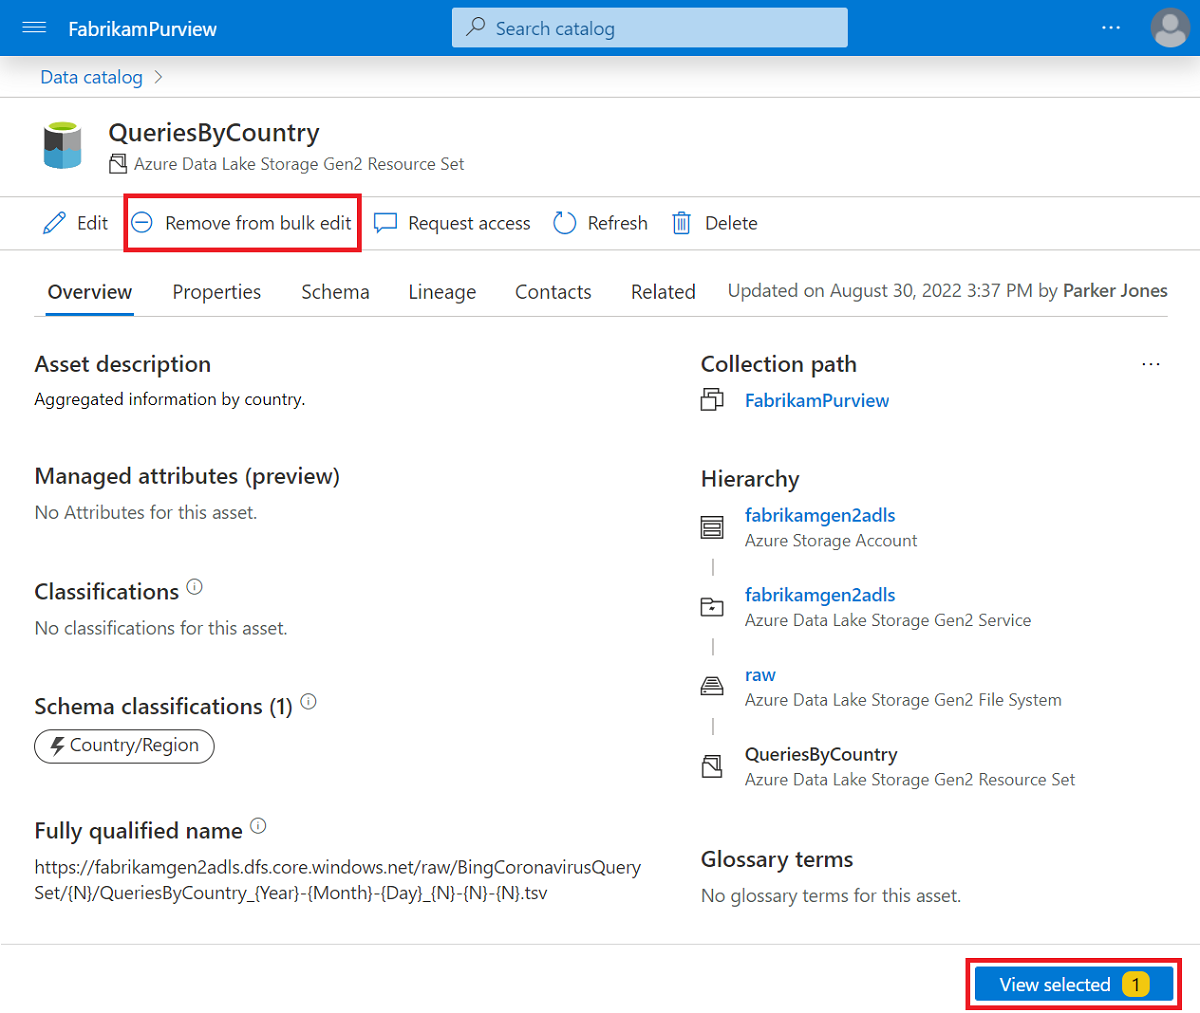 FabrikamPurview
Search catalog
Data catalog
QueriesByCountry
Azure Data Lake Storage Gen2 Resource Set
Edit
Remove from bulk edit
Request access
Refresh
Delete
Overview
Properties
Schema
Lineage
Contacts
Related
Updated on August 30, 2022 3:37 PM by Parker Jones
Asset description
Aggregated information by country.
Managed attributes (preview)
No Attributes for this asset.
Classifications
No classifications for this asset.
Schema classifications (1)
Country/Region
Fully qualified name
https://fabrikamgen2adls.dfs.core.windows.net/raw/BingCoronavirusQuery
Set/{N}/QueriesByCountry_{Year}-{Month}-{Day}_{N}-{N}-{N}.tsv
Collection path
FabrikamPurview
Hierarchy
fabrikamgen2adls
Azure Storage Account
fabrikamgen2adls
Azure Data Lake Storage Gen2 Service
raw
Azure Data Lake Storage Gen2 File System
QueriesByCountry
Azure Data Lake Storage Gen2 Resource Set
Glossary terms
No glossary terms for this asset.
View selected 1